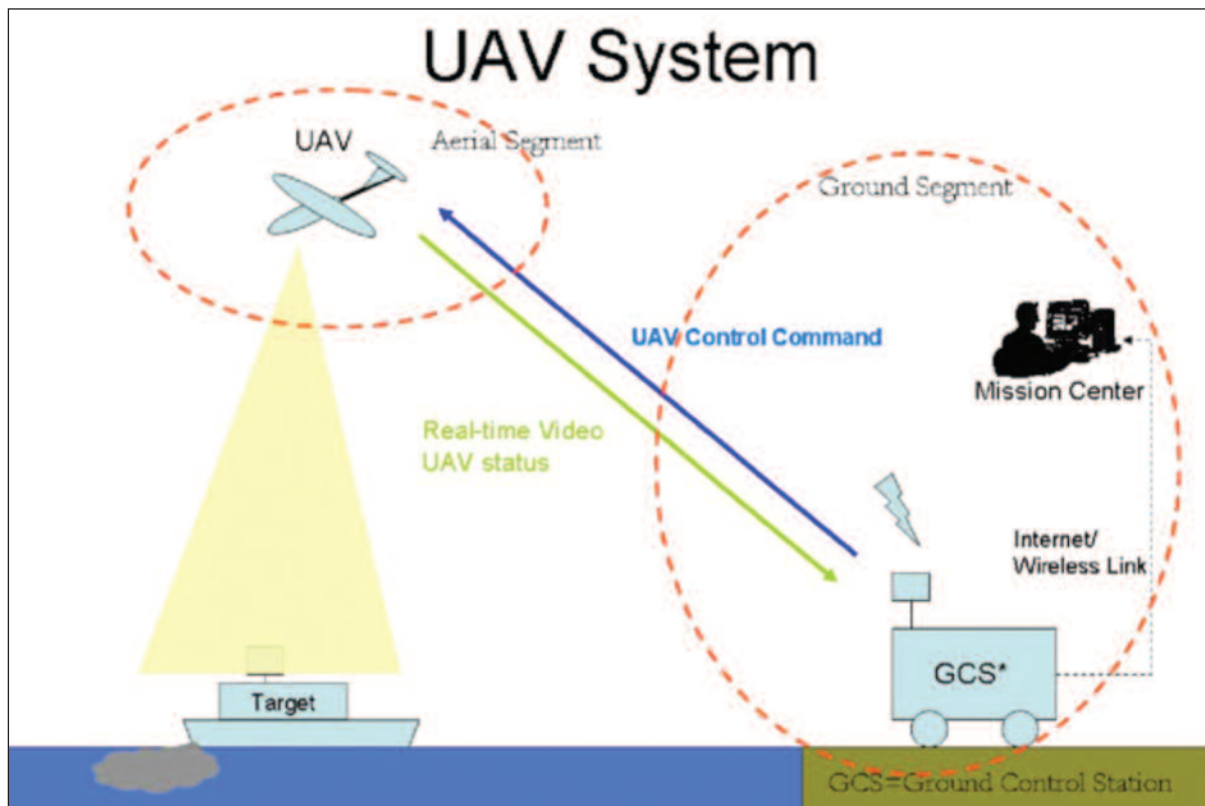 UAV System
UAV
Aerial Segment
Ground Segment
UAV Control Command
Mission Center
Real-time Video
UAV status
Internet/
Wireless Link
GCS*
Target
GCS=Ground Control Station